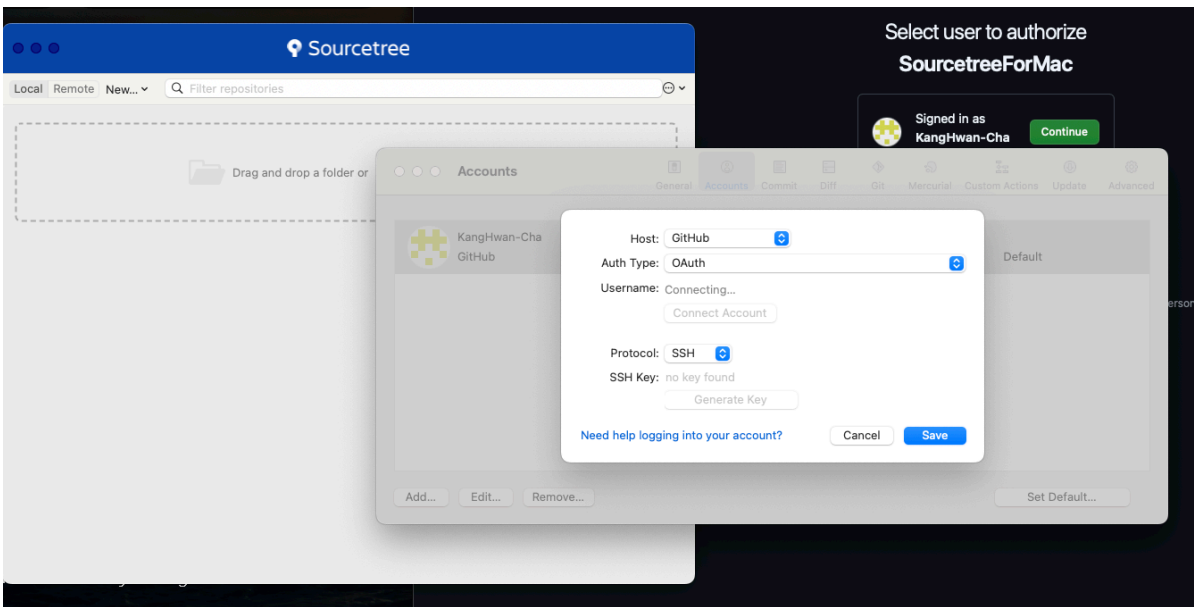 Sourcetree
Local Remote New...
Filter repositories
Drag and drop a folder or
Select user to authorize
SourcetreeForMac
Signed in as
KangHwan-Cha
Continue
Accounts
General Accounts Commit Diff Git Mercurial Custom Actions Update Advanced
KangHwan-Cha
GitHub
Default
Host: GitHub
Auth Type: OAuth
Username: Connecting...
Connect Account
Protocol: SSH
SSH Key: no key found
Generate Key
Need help logging into your account? Cancel Save
Add... Edit... Remove... Set Default...